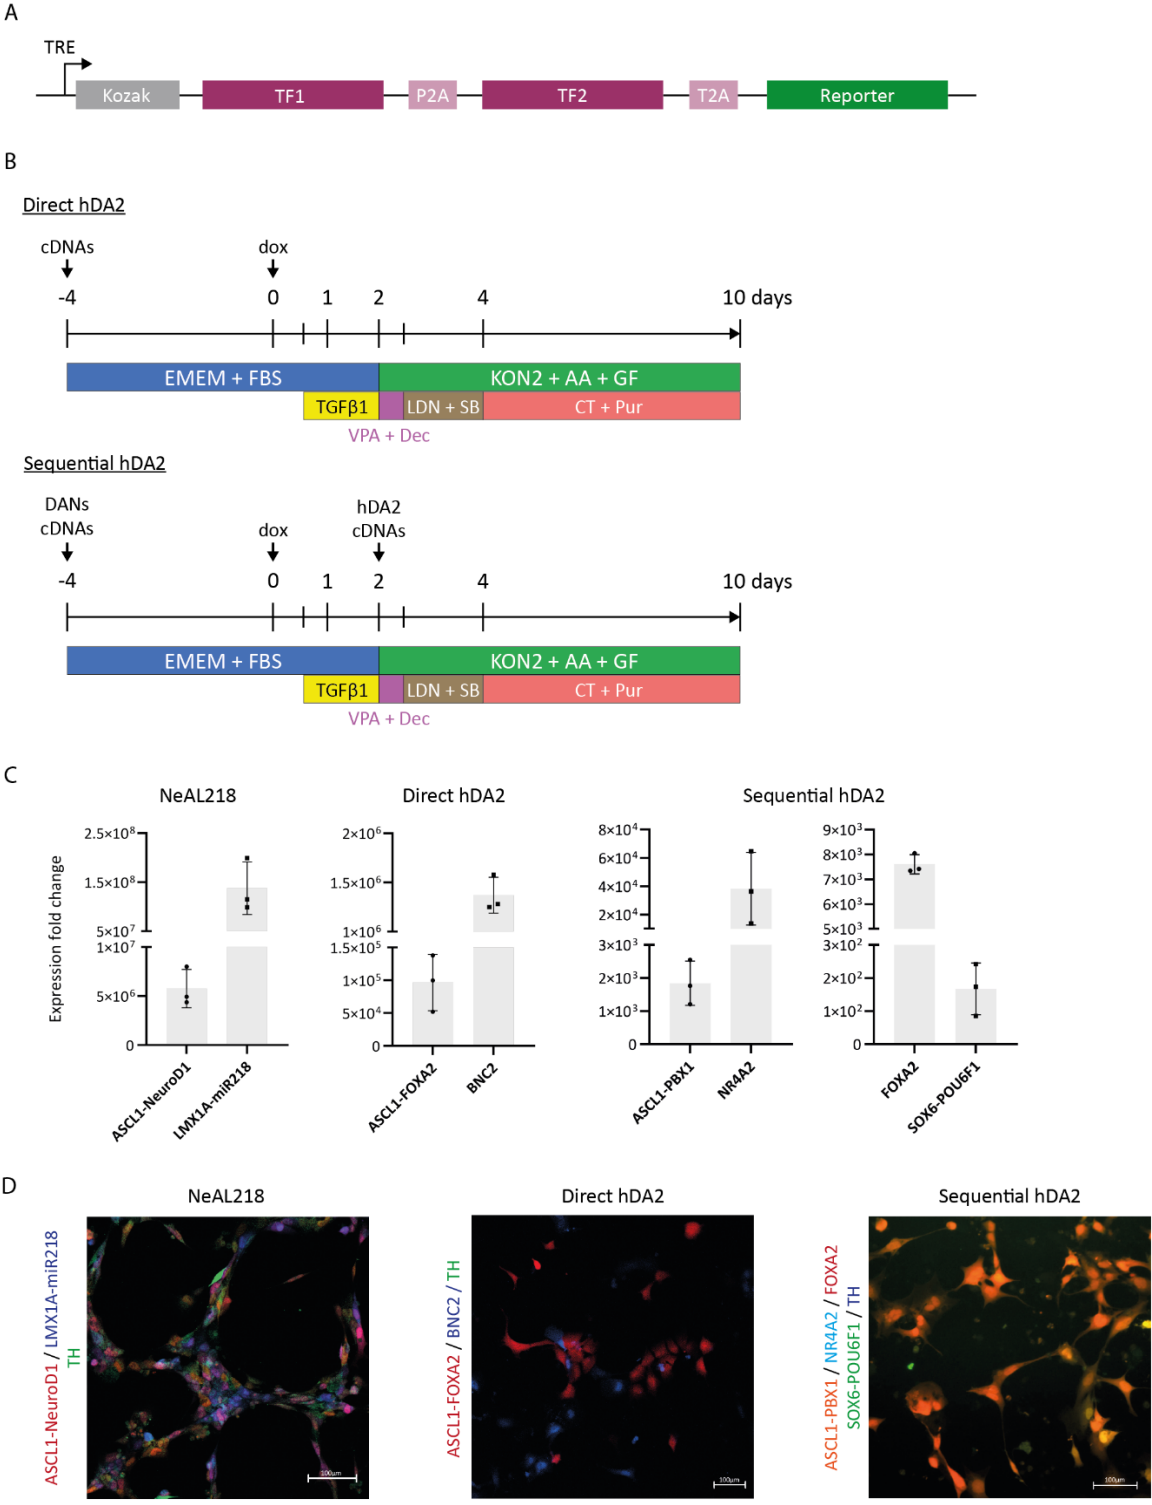 A
TRE
Kozak TF1 P2A TF2 T2A Reporter
B
Direct hDA2
cDNAs dox
-4 0 1 2 4 10 days
EMEM + FBS KON2 + AA + GF
TGFβ1 LDN + SB CT + Pur
VPA + Dec
Sequential hDA2
DANs hDA2
cDNAs dox cDNAs
-4 0 1 2 4 10 days
EMEM + FBS KON2 + AA + GF
TGFβ1 LDN + SB CT + Pur
VPA + Dec
C
NeAL218 Direct hDA2 Sequential hDA2
Expression fold change
2.5×10⁸
1.5×10⁸
5×10⁷
1×10⁷
5×10⁶
0
ASCL1-NeuroD1
LMX1A-miR218
2×10⁶
1.5×10⁶
1×10⁶
1.5×10⁵
1×10⁵
5×10⁴
0
ASCL1-FOXA2
BNC2
8×10⁴
6×10⁴
4×10⁴
2×10⁴
3×10³
2×10³
1×10³
0
ASCL1-PBX1
NR4A2
9×10³
8×10³
7×10³
6×10³
5×10³
3×10²
2×10²
1×10²
0
FOXA2
SOX6-POU6F1
D
NeAL218 Direct hDA2 Sequential hDA2
ASCL1-NeuroD1 / LMX1A-miR218
TH
100µm
ASCL1-FOXA2 / BNC2 / TH
100µm
ASCL1-PBX1 / NR4A2 / FOXA2
SOX6-POU6F1 / TH
100µm